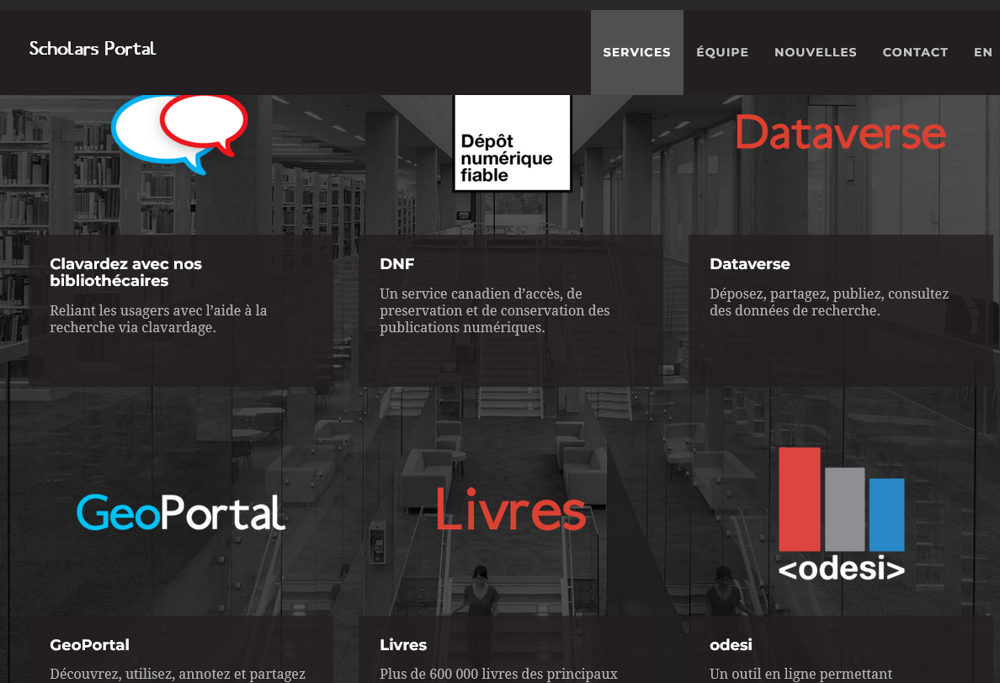 Scholars Portal
SERVICES
ÉQUIPE
NOUVELLES
CONTACT
EN
Dépôt
numérique
fiable
Dataverse
Clavardez avec nos
bibliothécaires
Reliant les usagers avec l’aide à la
recherche via clavardage.
DNF
Un service canadien d’accès, de
preservation et de conservation des
publications numériques.
Dataverse
Déposez, partagez, publiez, consultez
des données de recherche.
GeoPortal
Livres
<odesi>
GeoPortal
Découvrez, utilisez, annotez et partagez
Livres
Plus de 600 000 livres des principaux
odesi
Un outil en ligne permettant